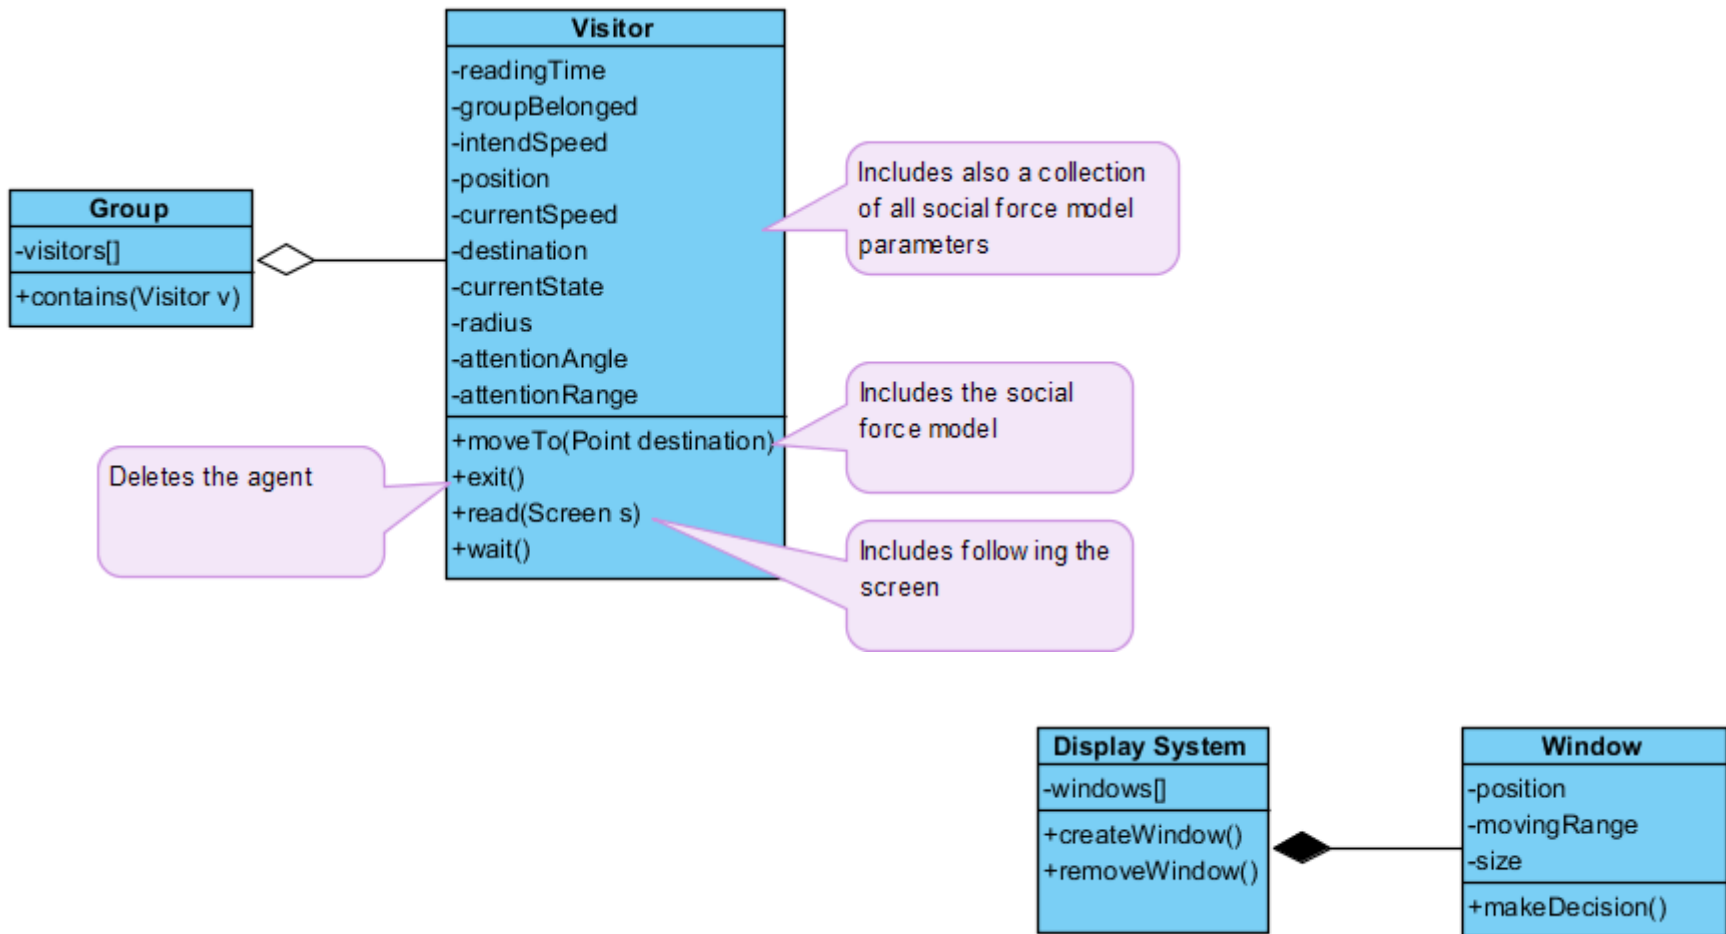 Visitor
-readingTime
-groupBelonged
-intendSpeed
-position
-currentSpeed
-destination
-currentState
-radius
-attentionAngle
-attentionRange
+moveTo(Point destination)
+exit()
+read(Screen s)
+wait()
Group
-visitors[]
+contains(Visitor v)
Includes also a collection
of all social force model
parameters
Includes the social
force model
Deletes the agent
Includes following the
screen
Display System
-windows[]
+createWindow()
+removeWindow()
Window
-position
-movingRange
-size
+makeDecision()